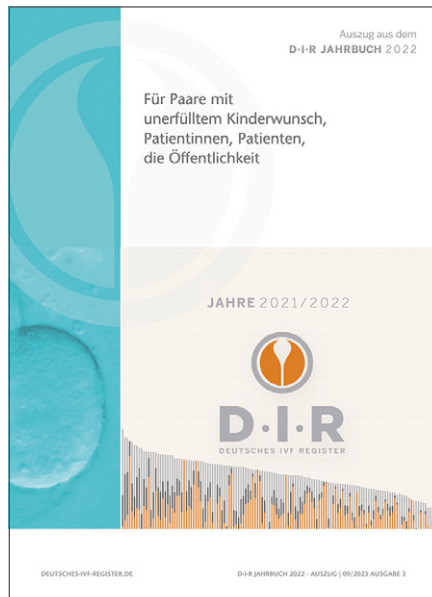 Auszug aus dem
D·I·R JAHRBUCH 2022
Für Paare mit
unerfülltem Kinderwunsch,
Patientinnen, Patienten,
die Öffentlichkeit
JAHRE 2021/2022
D·I·R
DEUTSCHES IVF REGISTER
DEUTSCHES-IVF-REGISTER.DE
D·I·R JAHRBUCH 2022 - AUSZUG | 09/2023 AUSGABE 3